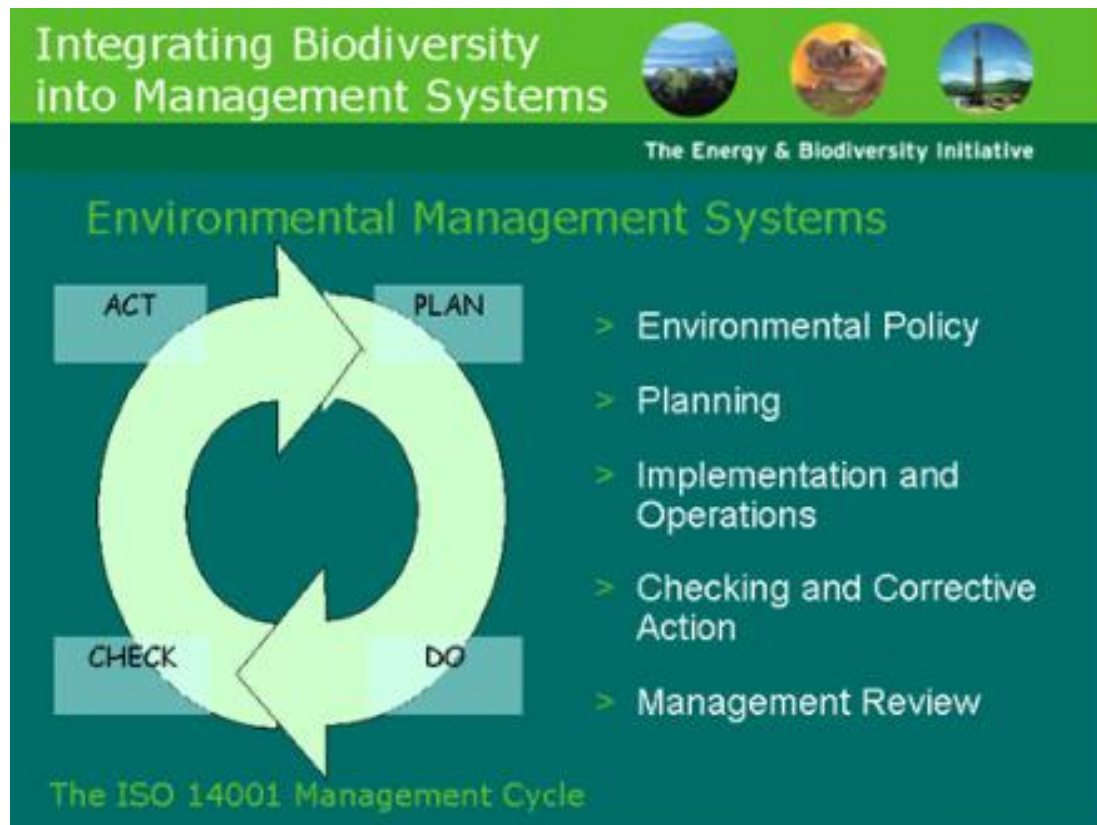 Integrating Biodiversity
into Management Systems
The Energy & Biodiversity Initiative
Environmental Management Systems
ACT
PLAN
CHECK
DO
> Environmental Policy
> Planning
> Implementation and
Operations
> Checking and Corrective
Action
> Management Review
The ISO 14001 Management Cycle